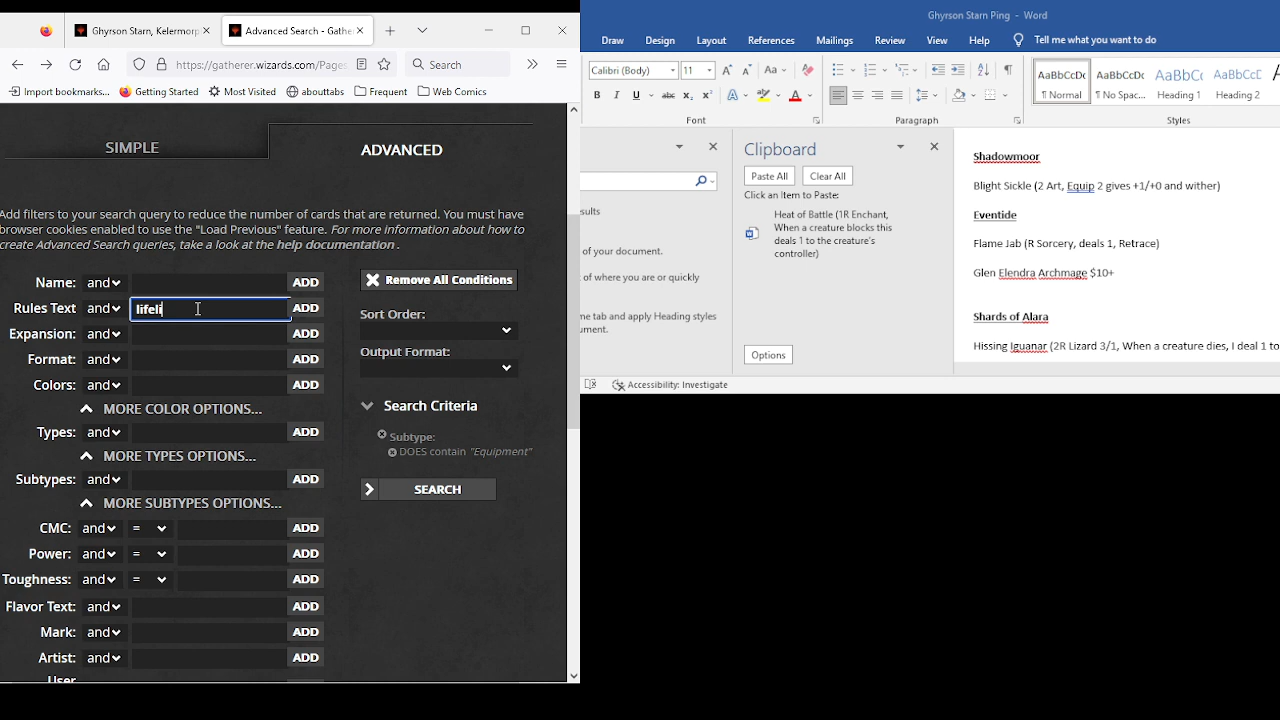 Ghyrson Starn, Kelermorp
Advanced Search - Gathe
https://gatherer.wizards.com/Pages
Search
Import bookmarks...
Getting Started
Most Visited
abouttabs
Frequent
Web Comics
SIMPLE
ADVANCED
Add filters to your search query to reduce the number of cards that are returned. You must have
browser cookies enabled to use the "Load Previous" feature. For more information about how to
create Advanced Search queries, take a look at the help documentation .
Name: and ADD
Rules Text and lifeli ADD
Expansion: and ADD
Format: and ADD
Colors: and ADD
MORE COLOR OPTIONS...
Types: and ADD
MORE TYPES OPTIONS...
Subtypes: and ADD
MORE SUBTYPES OPTIONS...
CMC: and = ADD
Power: and = ADD
Toughness: and = ADD
Flavor Text: and ADD
Mark: and ADD
Artist: and ADD
User
Remove All Conditions
Sort Order:
Output Format:
Search Criteria
Subtype:
DOES contain "Equipment"
SEARCH
Ghyrson Starn Ping - Word
Draw Design Layout References Mailings Review View Help Tell me what you want to do
Calibri (Body) 11
Font
Paragraph
AaBbCcDc AaBbCcDc AaBbCc AaBbCcD
¶ Normal ¶ No Spac... Heading 1 Heading 2
Styles
sults
of your document.
t of where you are or quickly
me tab and apply Heading styles
ument.
Clipboard
Paste All
Clear All
Click an Item to Paste:
Heat of Battle (1R Enchant,
When a creature blocks this
deals 1 to the creature's
controller)
Options
Shadowmoor
Blight Sickle (2 Art, Equip 2 gives +1/+0 and wither)
Eventide
Flame Jab (R Sorcery, deals 1, Retrace)
Glen Elendra Archmage $10+
Shards of Alara
Hissing Iguanar (2R Lizard 3/1, When a creature dies, I deal 1 to
Accessibility: Investigate